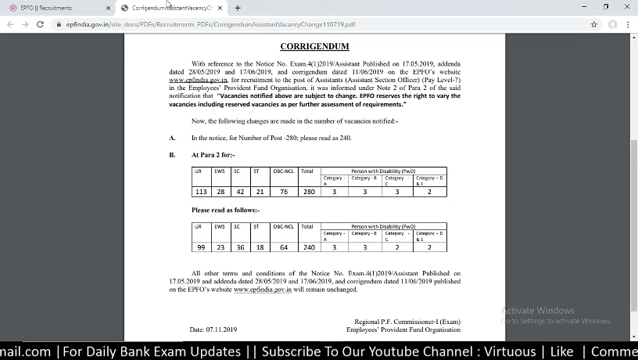 EPFO || Recruitments
CorrigendumAssistantVacancyCh
epfindia.gov.in/site_docs/PDFs/Recruitments_PDFs/CorrigendumAssistantVacancyChange110719.pdf
CORRIGENDUM
With reference to the Notice No. Exam.4(1)2019/Assistant Published on 17.05.2019, addenda
dated 28/05/2019 and 17/06/2019, and corrigendum dated 11/06/2019 on the EPFO's website
www.epfindia.gov.in, for recruitment to the post of Assistants (Assistant Section Officer) (Pay Level-7)
in the Employees' Provident Fund Organisation, it was informed under Note 2 of Para 2 of the said
notification that "Vacancies notified above are subject to change. EPFO reserves the right to vary the
vacancies including reserved vacancies as per further assessment of requirements."
Now, the following changes are made in the number of vacancies notified:-
A. In the notice, for Number of Post -280; please read as 240.
B. At Para 2 for:-
UR EWS SC ST OBC-NCL Total Person with Disability (PwD)
Category - A Category - B Category - C Category – D & E
113 28 42 21 76 280 3 3 3 2
Please read as follows:-
UR EWS SC ST OBC-NCL Total Person with Disability (PwD)
Category - A Category - B Category - C Category – D & E
99 23 36 18 64 240 3 3 2 2
All other terms and conditions of the Notice No. Exam.4(1)2019/Assistant Published on
17.05.2019 and addenda dated 28/05/2019 and 17/06/2019, and corrigendum dated 11/06/2019 published
on the EPFO's website www.epfindia.gov.in will remain unchanged.
Regional P.F. Commissioner-I (Exam)
Date: 07.11.2019 Employees' Provident Fund Organisation
Activate Windows
Go to Settings to activate Windows.
mail.com |For Daily Bank Exam Updates || Subscribe To Our Youtube Channel : Virtuous | Like | Comm